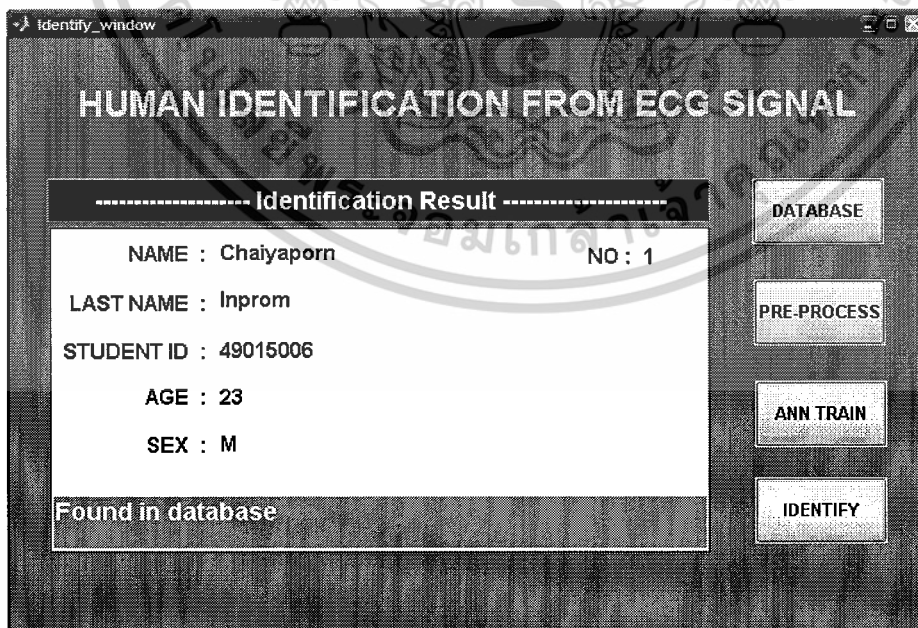 Identify_window
HUMAN IDENTIFICATION FROM ECG SIGNAL
-------------------- Identification Result ---------------------
NAME : Chaiyaporn NO : 1
LAST NAME : Inprom
STUDENT ID : 49015006
AGE : 23
SEX : M
Found in database
DATABASE
PRE-PROCESS
ANN TRAIN
IDENTIFY